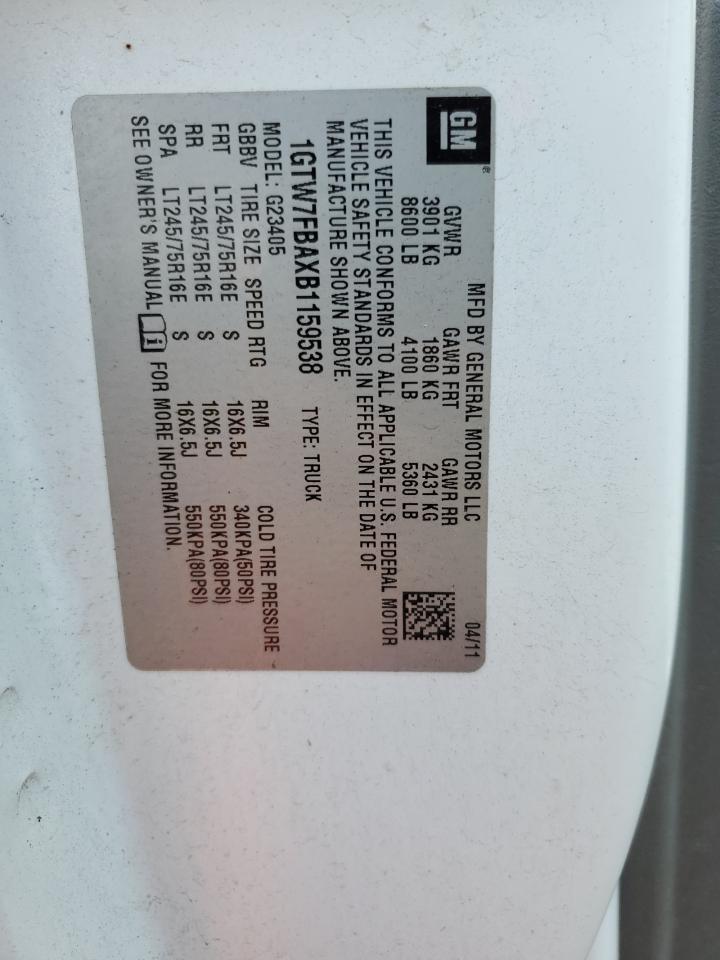 GM®
MFD BY GENERAL MOTORS LLC 04/11
GVWR GAWR FRT GAWR RR
3901 KG 1860 KG 2431 KG
8600 LB 4100 LB 5360 LB
THIS VEHICLE CONFORMS TO ALL APPLICABLE U.S. FEDERAL MOTOR
VEHICLE SAFETY STANDARDS IN EFFECT ON THE DATE OF
MANUFACTURE SHOWN ABOVE.
1GTW7FBAXB1159538 TYPE: TRUCK
MODEL: G23405
GBBV TIRE SIZE SPEED RTG RIM COLD TIRE PRESSURE
FRT LT245/75R16E S 16X6.5J 340KPA(50PSI)
RR LT245/75R16E S 16X6.5J 550KPA(80PSI)
SPA LT245/75R16E S 16X6.5J 550KPA(80PSI)
SEE OWNER'S MANUAL i FOR MORE INFORMATION.